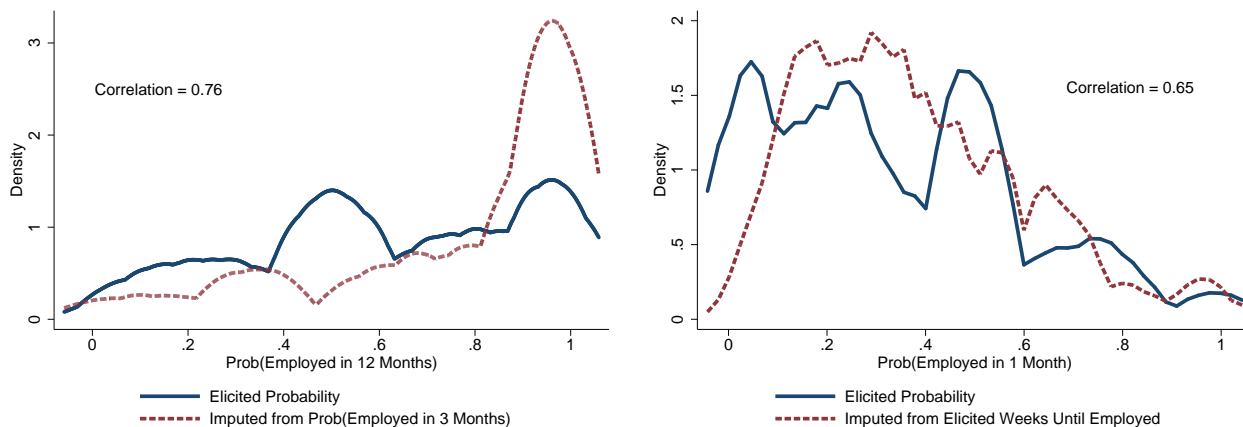 Density
3
2
1
0
Correlation = 0.76
0 .2 .4 .6 .8 1
Prob(Employed in 12 Months)
Elicited Probability
Imputed from Prob(Employed in 3 Months)
Density
2
1.5
1
.5
0
Correlation = 0.65
0 .2 .4 .6 .8 1
Prob(Employed in 1 Month)
Elicited Probability
Imputed from Elicited Weeks Until Employed